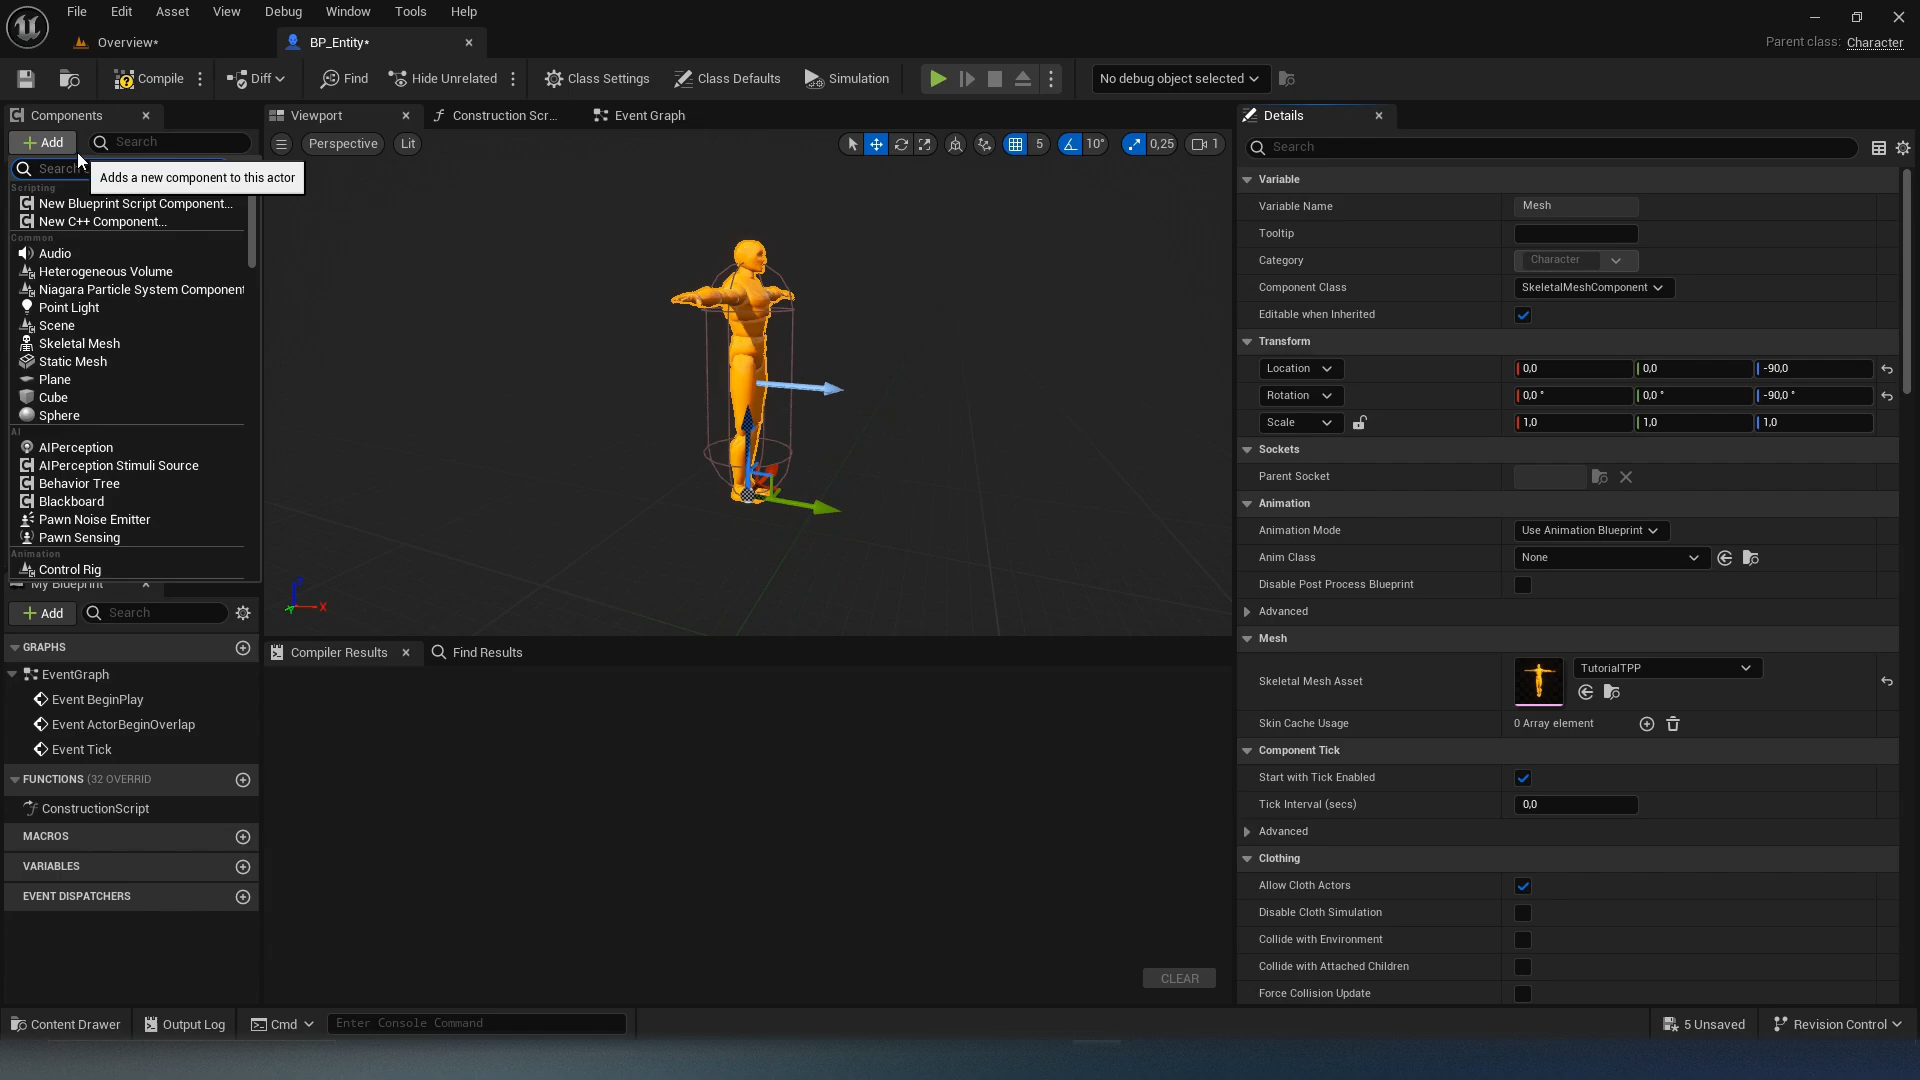 File Edit Asset View Debug Window Tools Help
Overview* BP_Entity* Parent class: Character
Compile Diff Find Hide Unrelated Class Settings Class Defaults Simulation No debug object selected
Components
Add Search
Search
Adds a new component to this actor
Scripting
New Blueprint Script Component...
New C++ Component...
Common
Audio
Heterogeneous Volume
Niagara Particle System Component
Point Light
Scene
Skeletal Mesh
Static Mesh
Plane
Cube
Sphere
AI
AIPerception
AIPerception Stimuli Source
Behavior Tree
Blackboard
Pawn Noise Emitter
Pawn Sensing
Animation
Control Rig
My Blueprint
Add Search
GRAPHS
EventGraph
Event BeginPlay
Event ActorBeginOverlap
Event Tick
FUNCTIONS (32 OVERRID
ConstructionScript
MACROS
VARIABLES
EVENT DISPATCHERS
Viewport Construction Scr... Event Graph
Perspective Lit 5 10° 0,25 1
X
Compiler Results Find Results
CLEAR
Details
Search
Variable
Variable Name Mesh
Tooltip
Category Character
Component Class SkeletalMeshComponent
Editable when Inherited
Transform
Location 0,0 0,0 -90,0
Rotation 0,0 ° 0,0 ° -90,0 °
Scale 1,0 1,0 1,0
Sockets
Parent Socket
Animation
Animation Mode Use Animation Blueprint
Anim Class None
Disable Post Process Blueprint
Advanced
Mesh
Skeletal Mesh Asset TutorialTPP
Skin Cache Usage 0 Array element
Component Tick
Start with Tick Enabled
Tick Interval (secs) 0,0
Advanced
Clothing
Allow Cloth Actors
Disable Cloth Simulation
Collide with Environment
Collide with Attached Children
Force Collision Update
Content Drawer Output Log Cmd Enter Console Command 5 Unsaved Revision Control